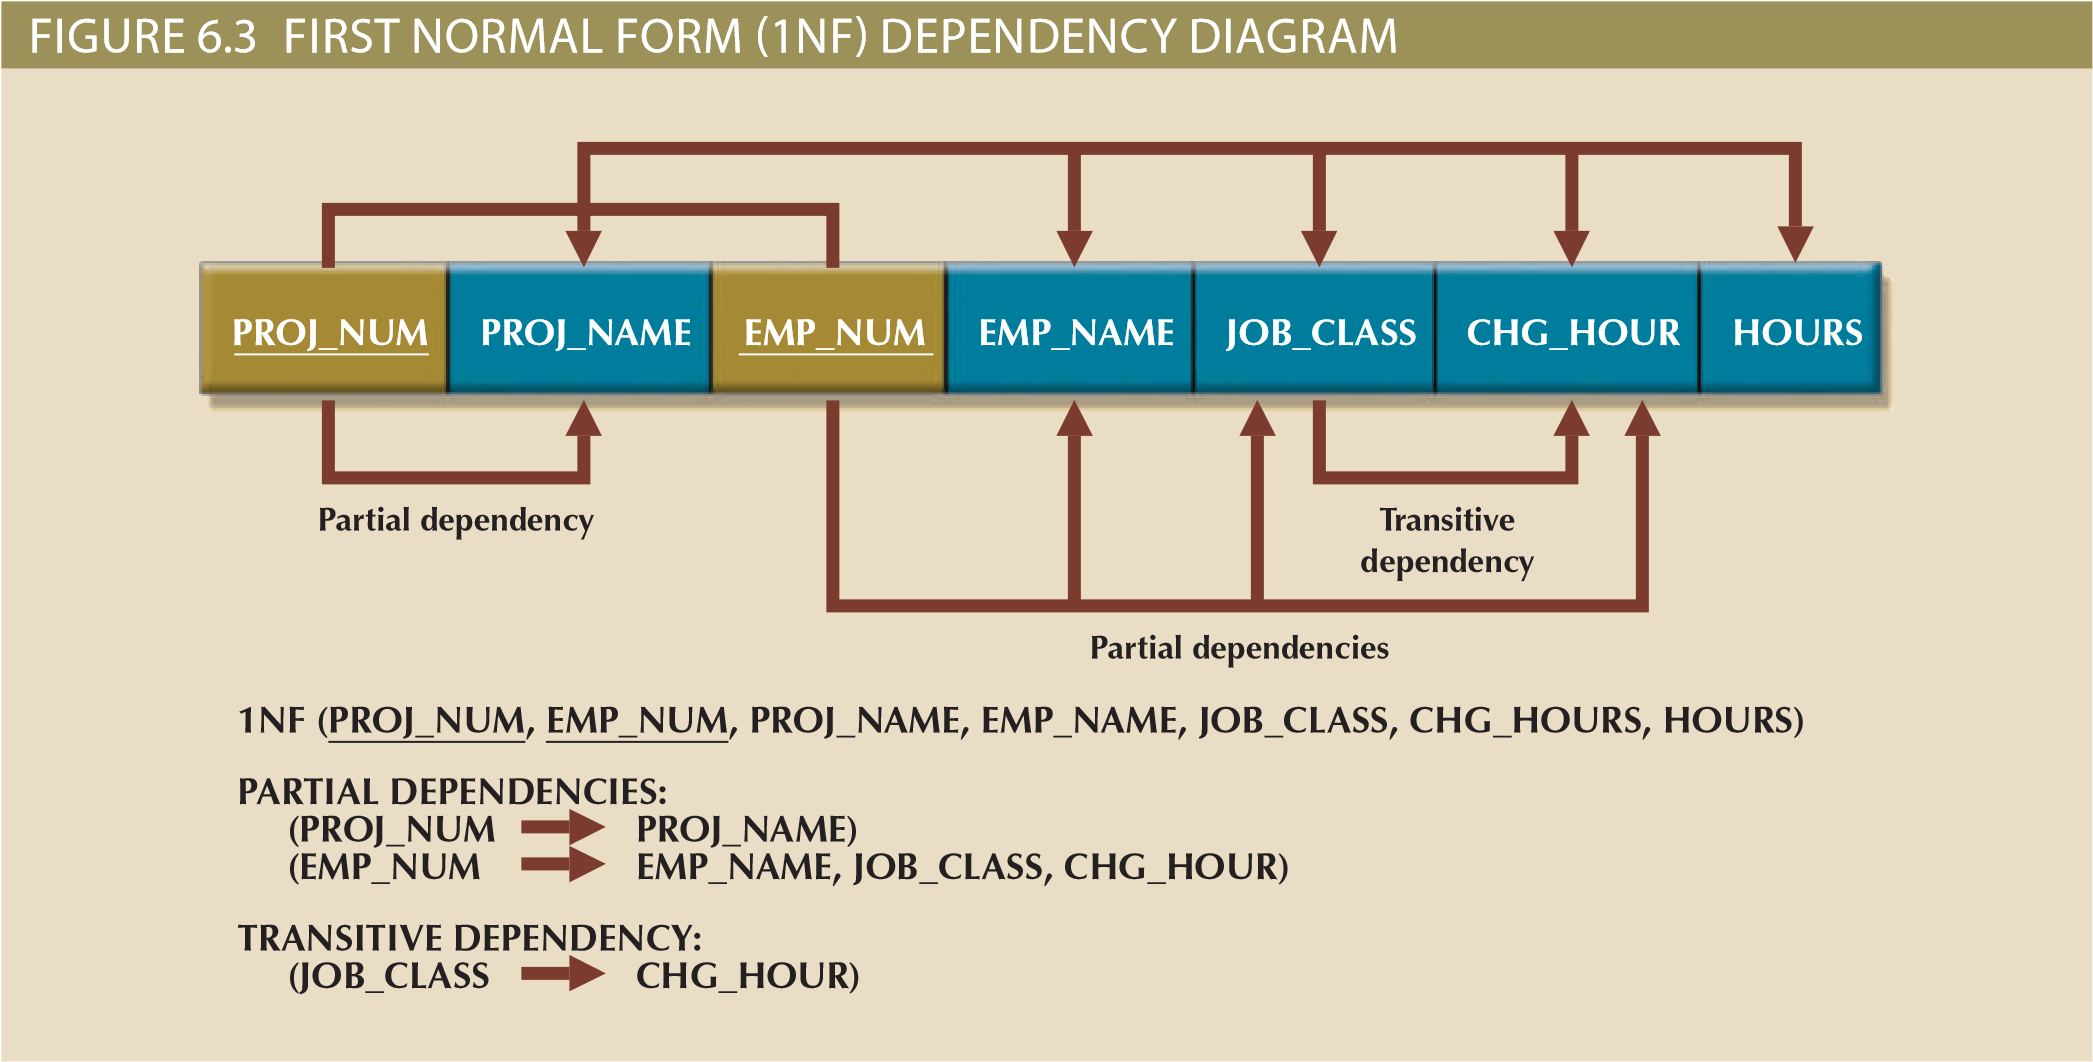 FIGURE 6.3 FIRST NORMAL FORM (1NF) DEPENDENCY DIAGRAM
PROJ_NUM PROJ_NAME EMP_NUM EMP_NAME JOB_CLASS CHG_HOUR HOURS
Partial dependency
Transitive
dependency
Partial dependencies
1NF (PROJ_NUM, EMP_NUM, PROJ_NAME, EMP_NAME, JOB_CLASS, CHG_HOURS, HOURS)
PARTIAL DEPENDENCIES:
(PROJ_NUM PROJ_NAME)
(EMP_NUM EMP_NAME, JOB_CLASS, CHG_HOUR)
TRANSITIVE DEPENDENCY:
(JOB_CLASS CHG_HOUR)